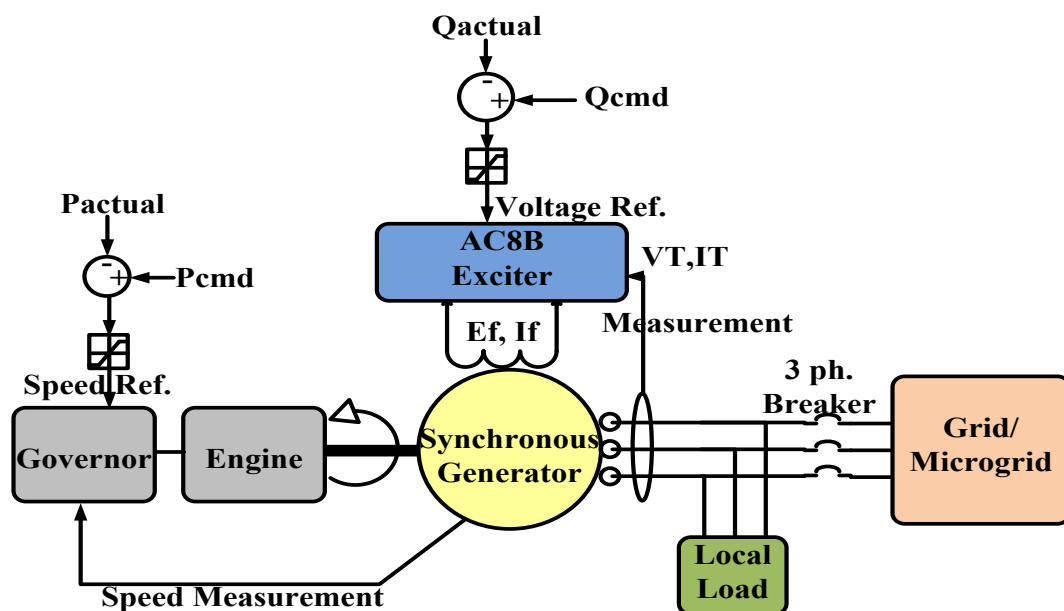 Qactual
-
+
Qcmd
Pactual
Voltage Ref.
AC8B
Exciter
VT,IT
-
+
Pcmd
Ef, If
Measurement
Speed Ref.
3 ph.
Breaker
Governor
Engine
Synchronous
Generator
Grid/
Microgrid
Local
Load
Speed Measurement